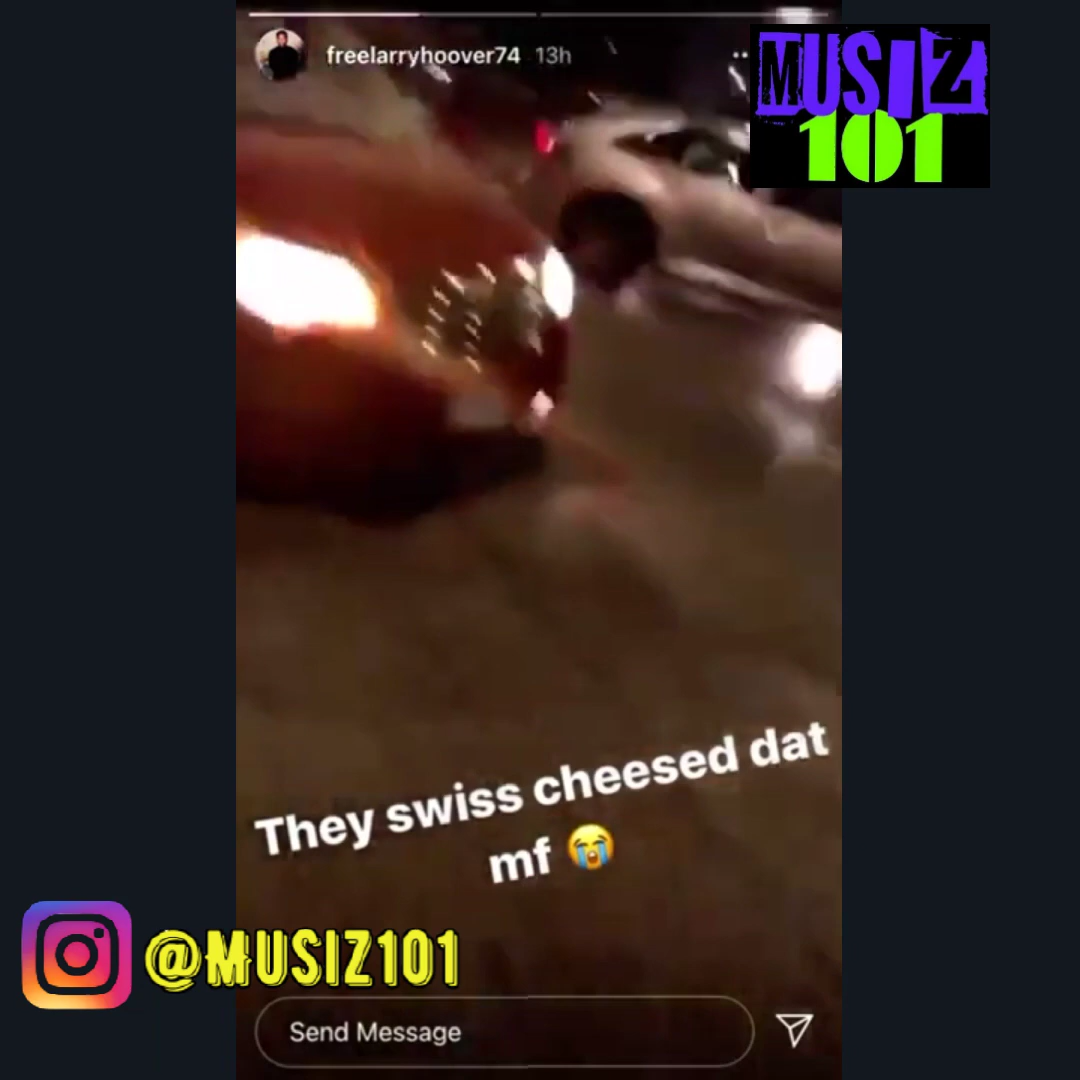 freelarryhoover74 13h
MUSIZ
101
They swiss cheesed dat
mf 😭
@MUSIZ101
Send Message